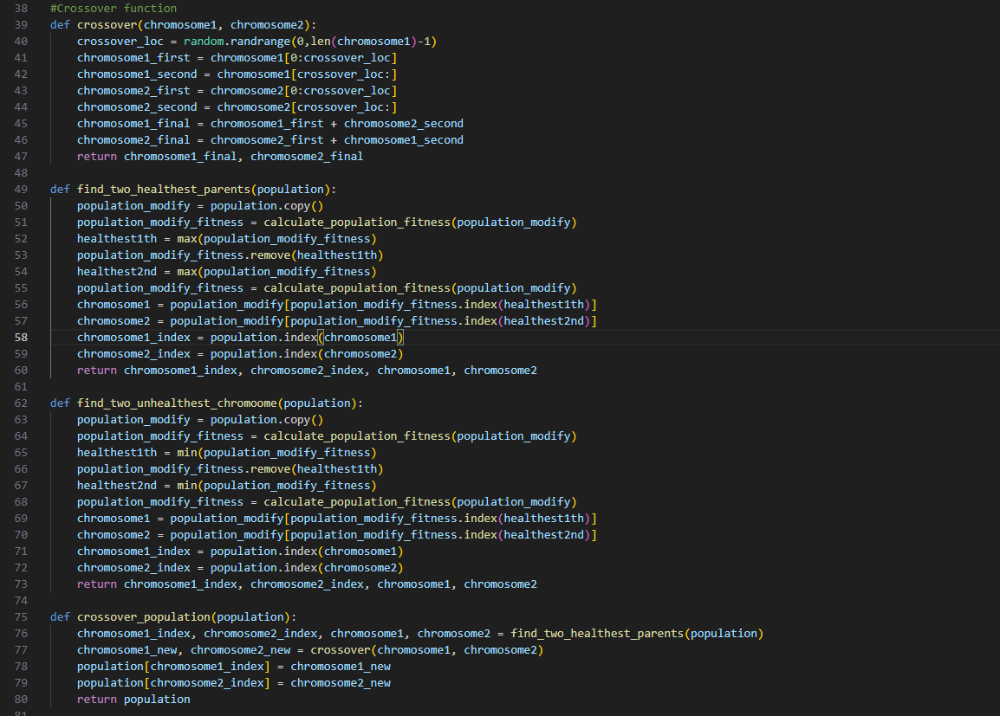 38 #Crossover function
39 def crossover(chromosome1, chromosome2):
40     crossover_loc = random.randrange(0,len(chromosome1)-1)
41     chromosome1_first = chromosome1[0:crossover_loc]
42     chromosome1_second = chromosome1[crossover_loc:]
43     chromosome2_first = chromosome2[0:crossover_loc]
44     chromosome2_second = chromosome2[crossover_loc:]
45     chromosome1_final = chromosome1_first + chromosome2_second
46     chromosome2_final = chromosome2_first + chromosome1_second
47     return chromosome1_final, chromosome2_final
48
49 def find_two_healthest_parents(population):
50     population_modify = population.copy()
51     population_modify_fitness = calculate_population_fitness(population_modify)
52     healthest1th = max(population_modify_fitness)
53     population_modify_fitness.remove(healthest1th)
54     healthest2nd = max(population_modify_fitness)
55     population_modify_fitness = calculate_population_fitness(population_modify)
56     chromosome1 = population_modify[population_modify_fitness.index(healthest1th)]
57     chromosome2 = population_modify[population_modify_fitness.index(healthest2nd)]
58     chromosome1_index = population.index(chromosome1)
59     chromosome2_index = population.index(chromosome2)
60     return chromosome1_index, chromosome2_index, chromosome1, chromosome2
61
62 def find_two_unhealthest_chromoome(population):
63     population_modify = population.copy()
64     population_modify_fitness = calculate_population_fitness(population_modify)
65     healthest1th = min(population_modify_fitness)
66     population_modify_fitness.remove(healthest1th)
67     healthest2nd = min(population_modify_fitness)
68     population_modify_fitness = calculate_population_fitness(population_modify)
69     chromosome1 = population_modify[population_modify_fitness.index(healthest1th)]
70     chromosome2 = population_modify[population_modify_fitness.index(healthest2nd)]
71     chromosome1_index = population.index(chromosome1)
72     chromosome2_index = population.index(chromosome2)
73     return chromosome1_index, chromosome2_index, chromosome1, chromosome2
74
75 def crossover_population(population):
76     chromosome1_index, chromosome2_index, chromosome1, chromosome2 = find_two_healthest_parents(population)
77     chromosome1_new, chromosome2_new = crossover(chromosome1, chromosome2)
78     population[chromosome1_index] = chromosome1_new
79     population[chromosome2_index] = chromosome2_new
80     return population
81